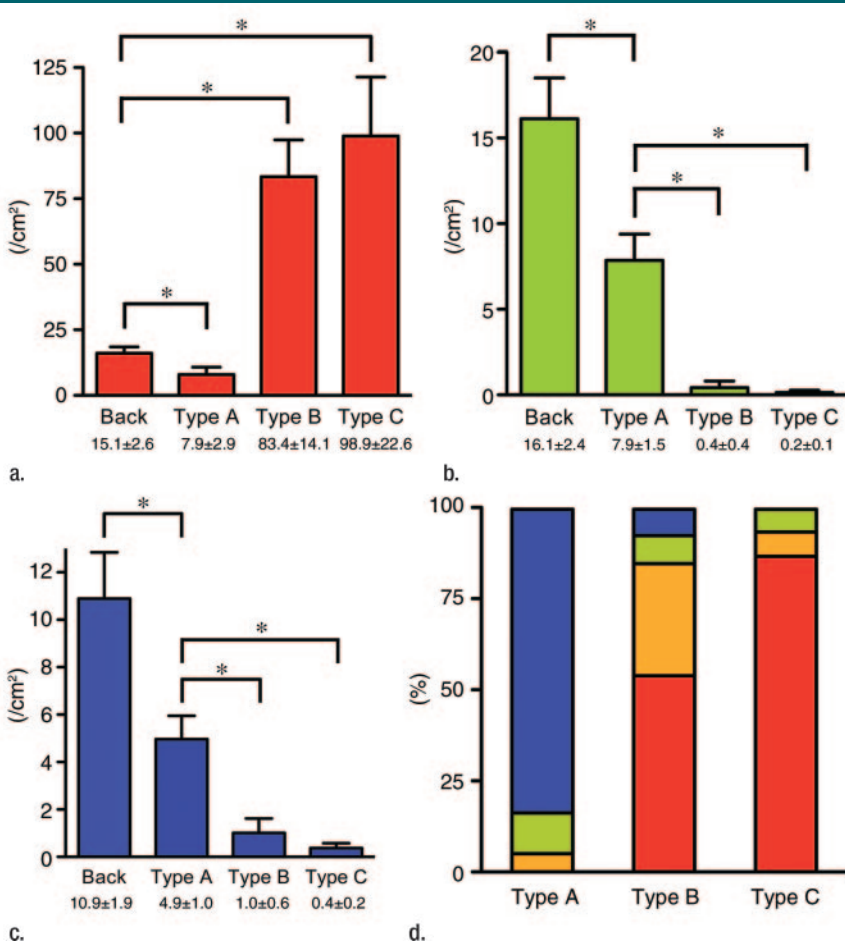 *
*
*
125
100
75
50
25
0
(/cm²)
Back Type A Type B Type C
15.1±2.6 7.9±2.9 83.4±14.1 98.9±22.6
a.
*
*
*
20
15
10
5
0
(/cm²)
Back Type A Type B Type C
16.1±2.4 7.9±1.5 0.4±0.4 0.2±0.1
b.
*
*
*
12
10
8
6
4
2
0
(/cm²)
Back Type A Type B Type C
10.9±1.9 4.9±1.0 1.0±0.6 0.4±0.2
c.
100
75
50
25
0
(%)
Type A Type B Type C
d.